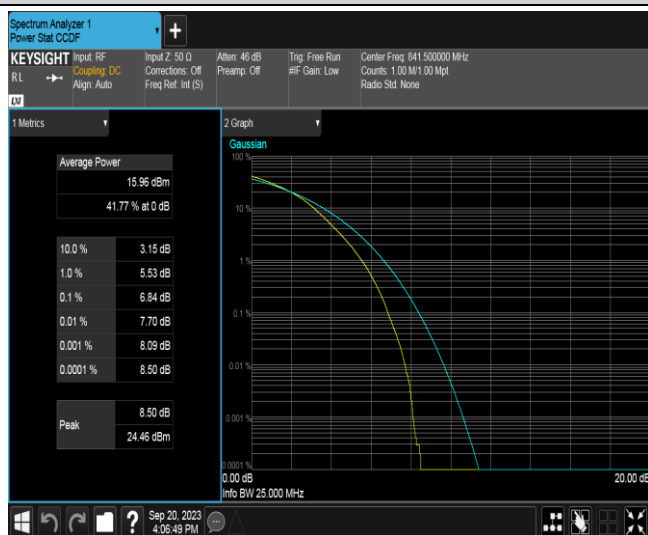 Spectrum Analyzer 1
Power Stat CCDF
+
KEYSIGHT
RL
LXI
Input: RF
Coupling: DC
Align: Auto
Input Z: 50 Ω
Corrections: Off
Freq Ref: Int (S)
Atten: 46 dB
Preamp: Off
Trig: Free Run
#IF Gain: Low
Center Freq: 841.500000 MHz
Counts: 1.00 M/1.00 Mpt
Radio Std: None
1 Metrics
Average Power
15.96 dBm
41.77 % at 0 dB
10.0 % 3.15 dB
1.0 % 5.53 dB
0.1 % 6.84 dB
0.01 % 7.70 dB
0.001 % 8.09 dB
0.0001 % 8.50 dB
Peak
8.50 dB
24.46 dBm
2 Graph
Gaussian
100 %
10 %
1 %
0.1 %
0.01 %
0.001 %
0.0001 %
0.00 dB 20.00 dB
Info BW 25.000 MHz
?
Sep 20, 2023
4:06:49 PM